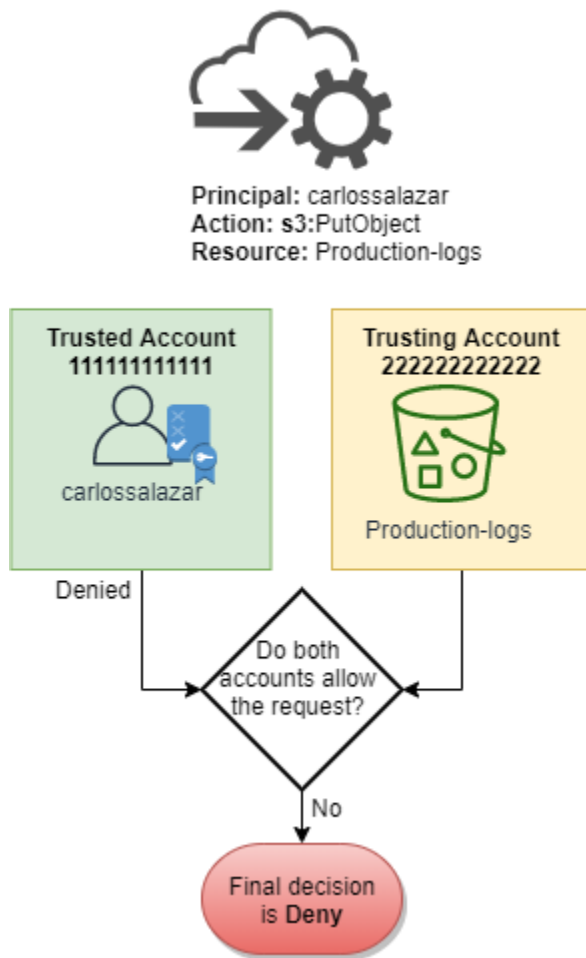 Principal: carlossalazar
Action: s3:PutObject
Resource: Production-logs
Trusted Account
111111111111
carlossalazar
Trusting Account
222222222222
Production-logs
Denied
Do both
accounts allow
the request?
No
Final decision
is Deny